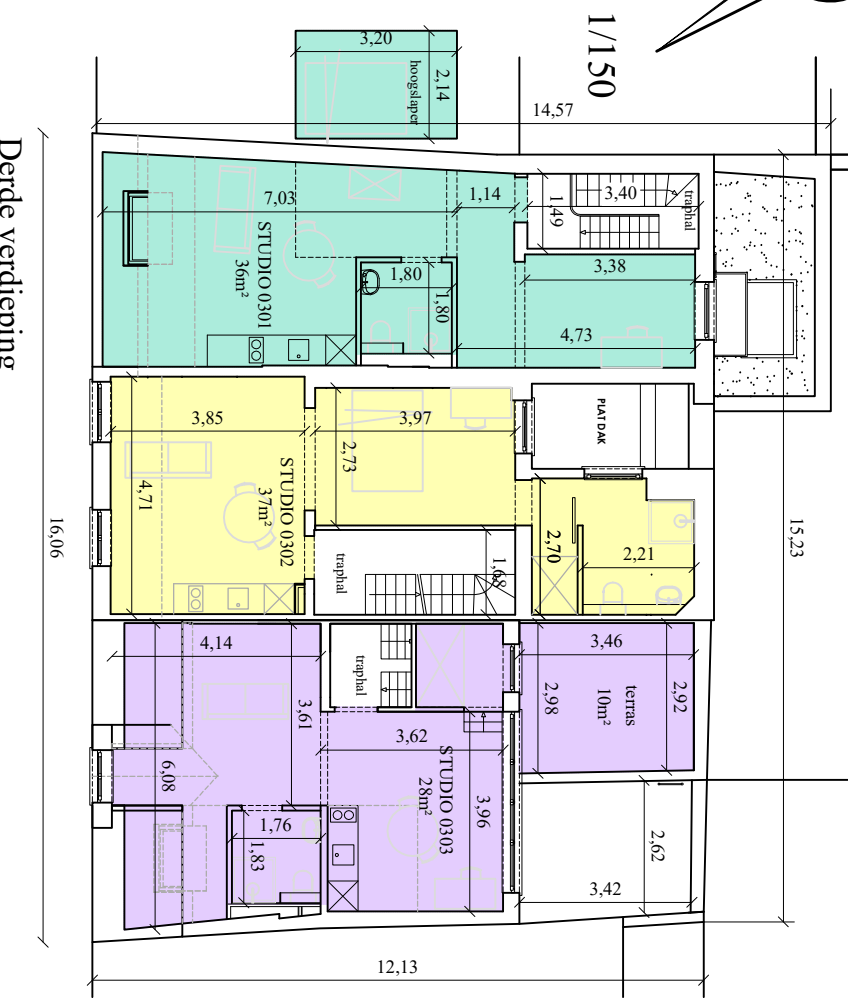 1/150
3,20
2,14
hoogslaper
14,57
7,03
1,14
3,40
traphal
1,49
STUDIO 0301
36m²
1,80
1,80
3,38
4,73
Derde verdieping
3,85
3,97
PLAT DAK
2,73
STUDIO 0302
37m²
4,71
16,06
15,23
2,70
2,21
traphal
1,68
4,14
3,46
traphal
terras
10m²
2,92
2,98
3,61
3,62
STUDIO 0303
28m²
6,08
3,96
1,76
1,83
2,62
3,42
12,13